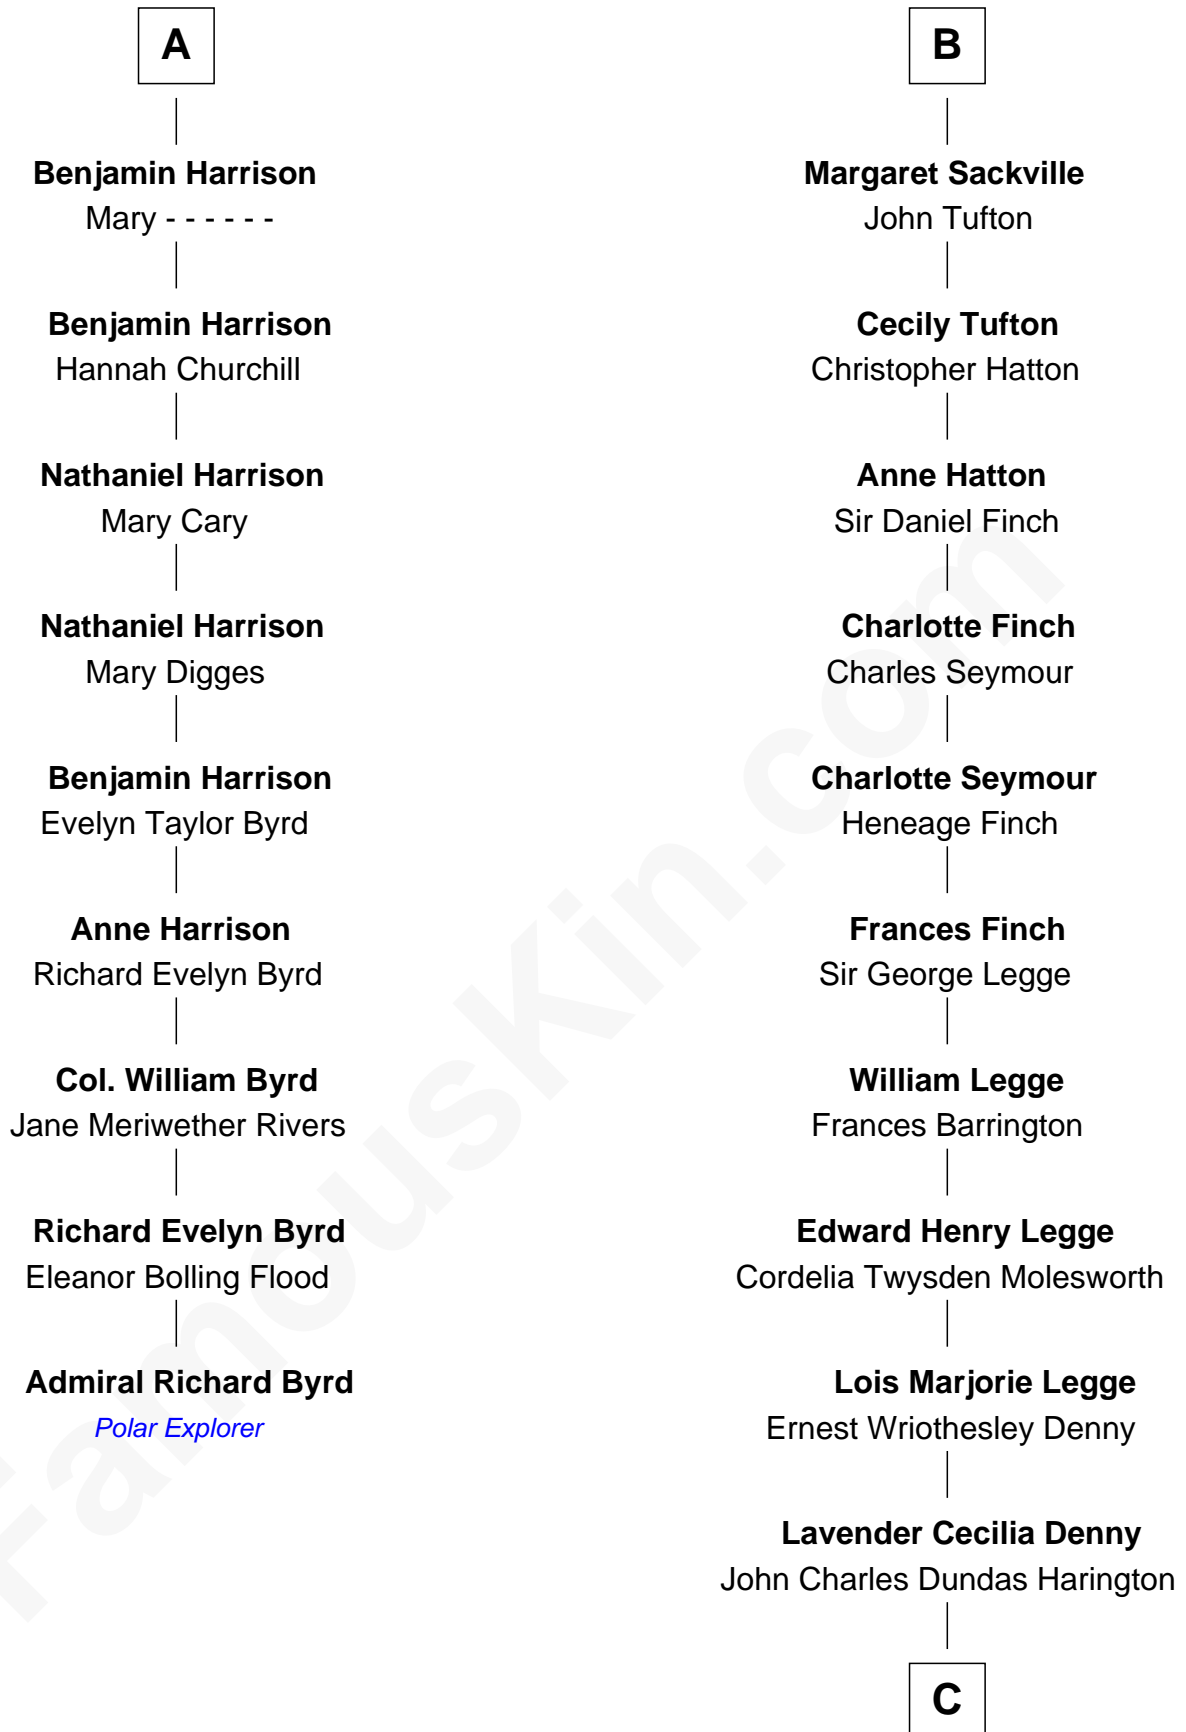 A
Benjamin Harrison
Mary - - - - - -
Benjamin Harrison
Hannah Churchill
Nathaniel Harrison
Mary Cary
Nathaniel Harrison
Mary Digges
Benjamin Harrison
Evelyn Taylor Byrd
Anne Harrison
Richard Evelyn Byrd
Col. William Byrd
Jane Meriwether Rivers
Richard Evelyn Byrd
Eleanor Bolling Flood
Admiral Richard Byrd
Polar Explorer
B
Margaret Sackville
John Tufton
Cecily Tufton
Christopher Hatton
Anne Hatton
Sir Daniel Finch
Charlotte Finch
Charles Seymour
Charlotte Seymour
Heneage Finch
Frances Finch
Sir George Legge
William Legge
Frances Barrington
Edward Henry Legge
Cordelia Twysden Molesworth
Lois Marjorie Legge
Ernest Wriothesley Denny
Lavender Cecilia Denny
John Charles Dundas Harington
C
FamousKin.com